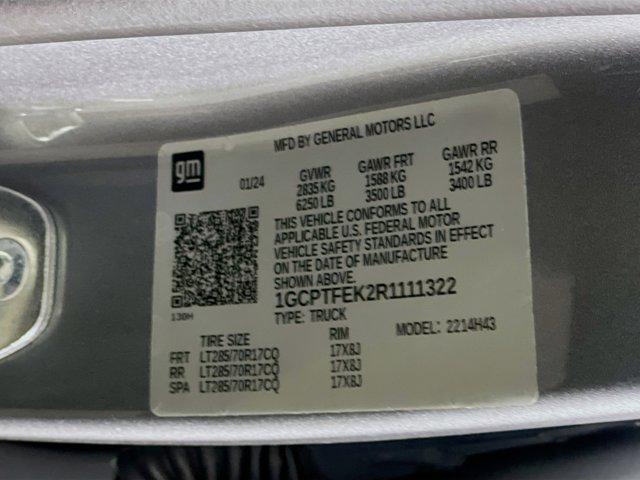 MFD BY GENERAL MOTORS LLC
gm
01/24
GVWR GAWR FRT GAWR RR
2835 KG 1588 KG 1542 KG
6250 LB 3500 LB 3400 LB
THIS VEHICLE CONFORMS TO ALL
APPLICABLE U.S. FEDERAL MOTOR
VEHICLE SAFETY STANDARDS IN EFFECT
ON THE DATE OF MANUFACTURE
SHOWN ABOVE.
1GCPTFEK2R1111322
130H
TYPE: TRUCK MODEL: 2214H43
TIRE SIZE RIM
FRT LT285/70R17CQ 17X8J
RR LT285/70R17CQ 17X8J
SPA LT285/70R17CQ 17X8J